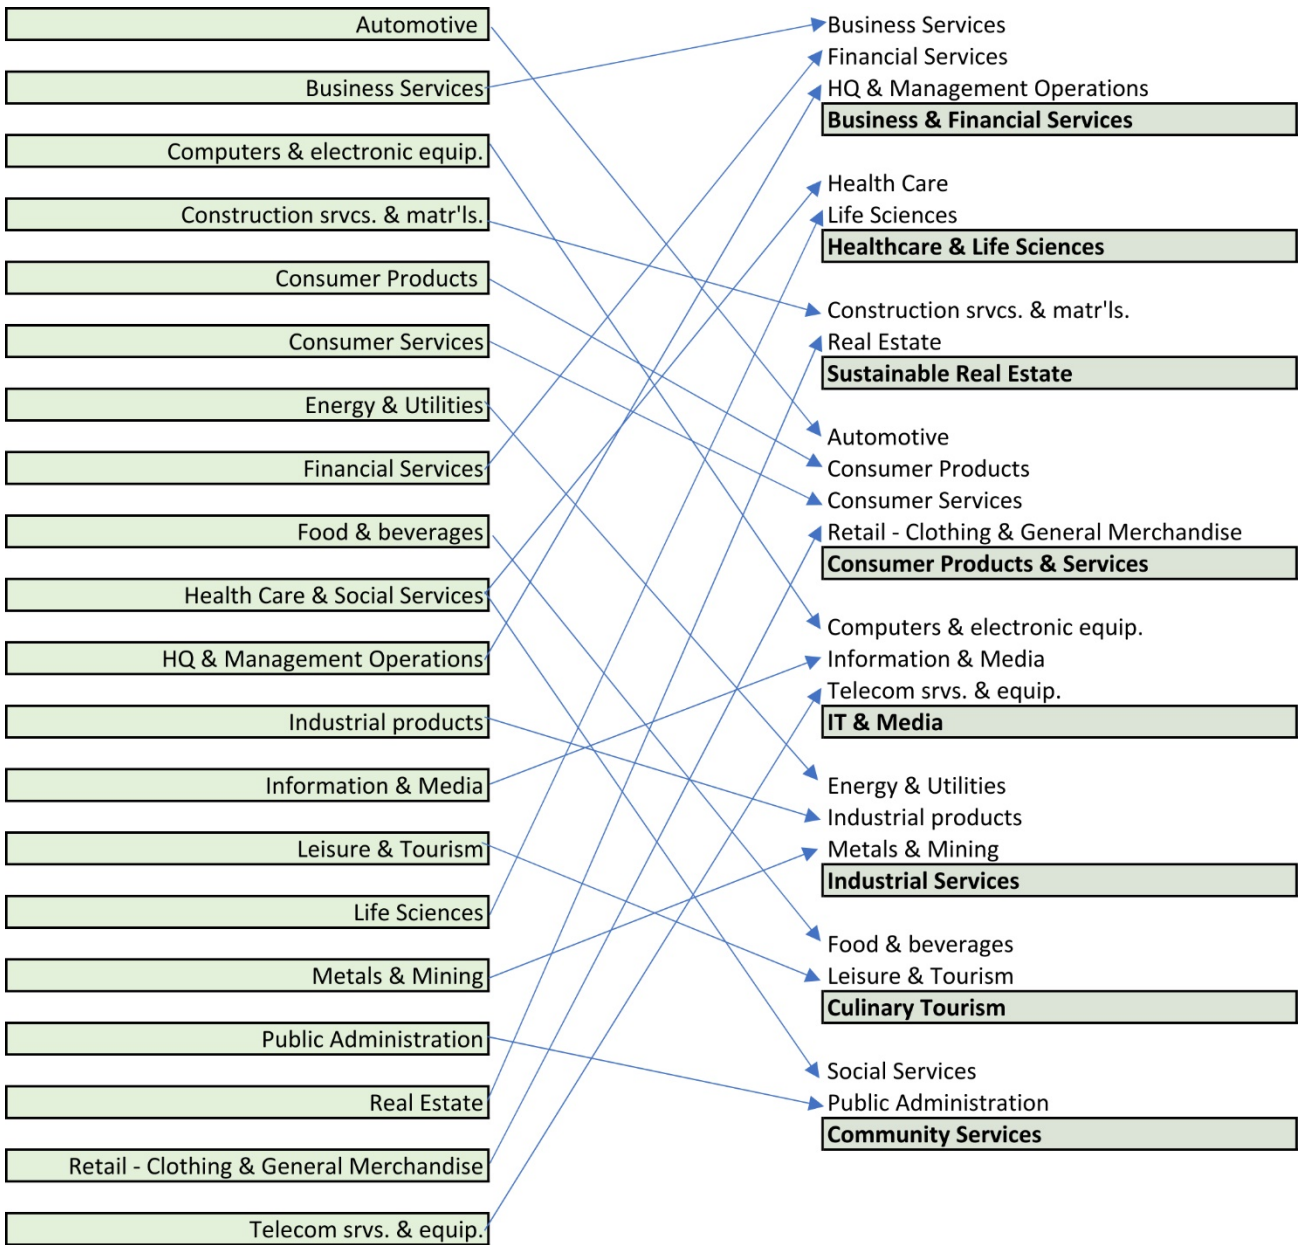 Automotive
Business Services
Computers & electronic equip.
Construction srvcs. & matr'ls.
Consumer Products
Consumer Services
Energy & Utilities
Financial Services
Food & beverages
Health Care & Social Services
HQ & Management Operations
Industrial products
Information & Media
Leisure & Tourism
Life Sciences
Metals & Mining
Public Administration
Real Estate
Retail - Clothing & General Merchandise
Telecom srvs. & equip.
Business Services
Financial Services
HQ & Management Operations
Business & Financial Services
Health Care
Life Sciences
Healthcare & Life Sciences
Construction srvcs. & matr'ls.
Real Estate
Sustainable Real Estate
Automotive
Consumer Products
Consumer Services
Retail - Clothing & General Merchandise
Consumer Products & Services
Computers & electronic equip.
Information & Media
Telecom srvs. & equip.
IT & Media
Energy & Utilities
Industrial products
Metals & Mining
Industrial Services
Food & beverages
Leisure & Tourism
Culinary Tourism
Social Services
Public Administration
Community Services